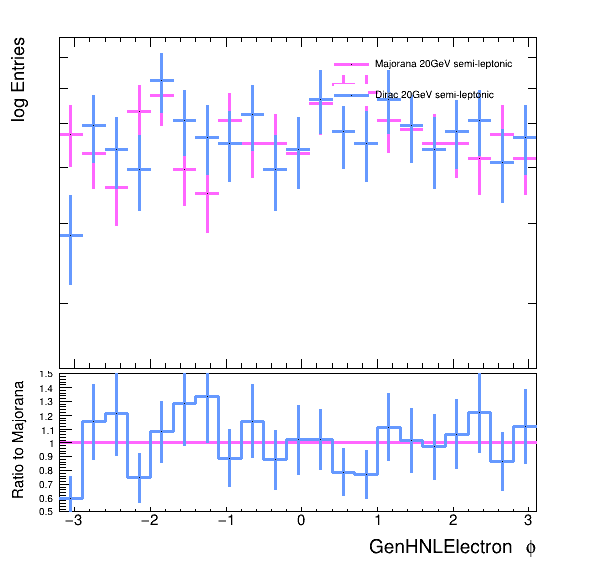 log Entries
Majorana 20GeV semi-leptonic
Dirac 20GeV semi-leptonic
Ratio to Majorana
1.5
1.4
1.3
1.2
1.1
1
0.9
0.8
0.7
0.6
0.5
−3 −2 −1 0 1 2 3
GenHNLElectron ϕ